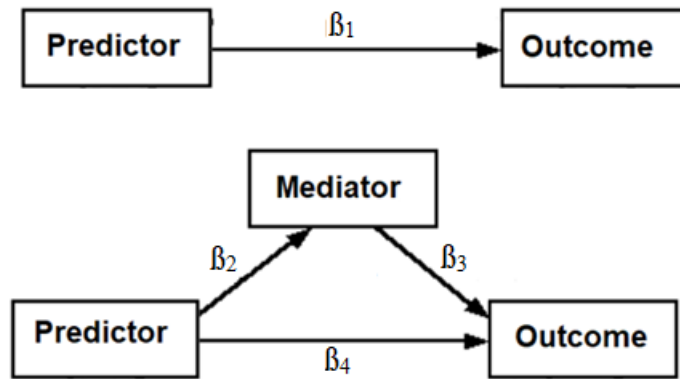 Predictor ß₁ Outcome
Mediator
ß₂ ß₃
Predictor ß₄ Outcome